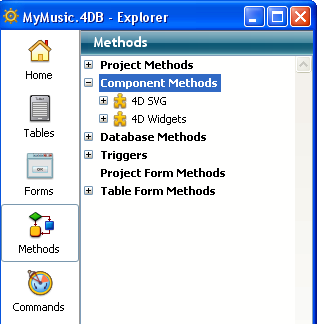 MyMusic.4DB - Explorer
Methods
Home
Tables
Forms
Methods
Commands
Project Methods
Component Methods
4D SVG
4D Widgets
Database Methods
Triggers
Project Form Methods
Table Form Methods